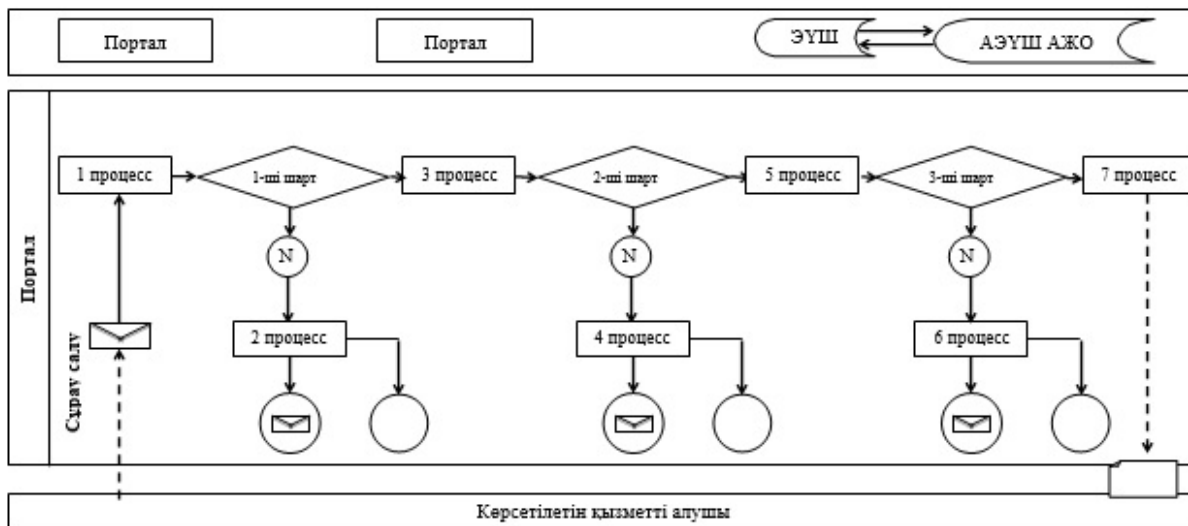 Портал
Портал
ЭҮШ
АЭҮШ АЖО
Портал
Сұрау салу
1 процесс
1-ші шарт
3 процесс
2-ші шарт
5 процесс
3-ші шарт
7 процесс
N
N
N
2 процесс
4 процесс
6 процесс
Көрсетілетін қызметті алушы